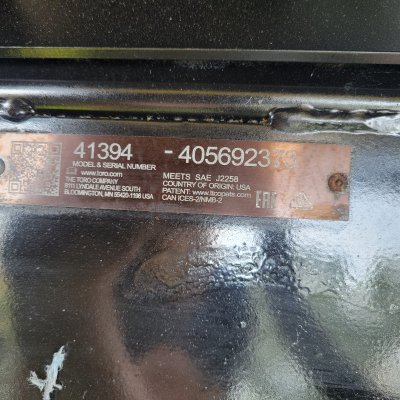 41394 -
MODEL & SERIAL NUMBER
www.toro.com
THE TORO COMPANY
8111 LYNDALE AVENUE SOUTH
BLOOMINGTON, MN 55420-1196 USA
MEETS SAE J2258
COUNTRY OF ORIGIN: USA
PATENT: www.ttcopats.com
CAN ICES-2/NMB-2
EAC